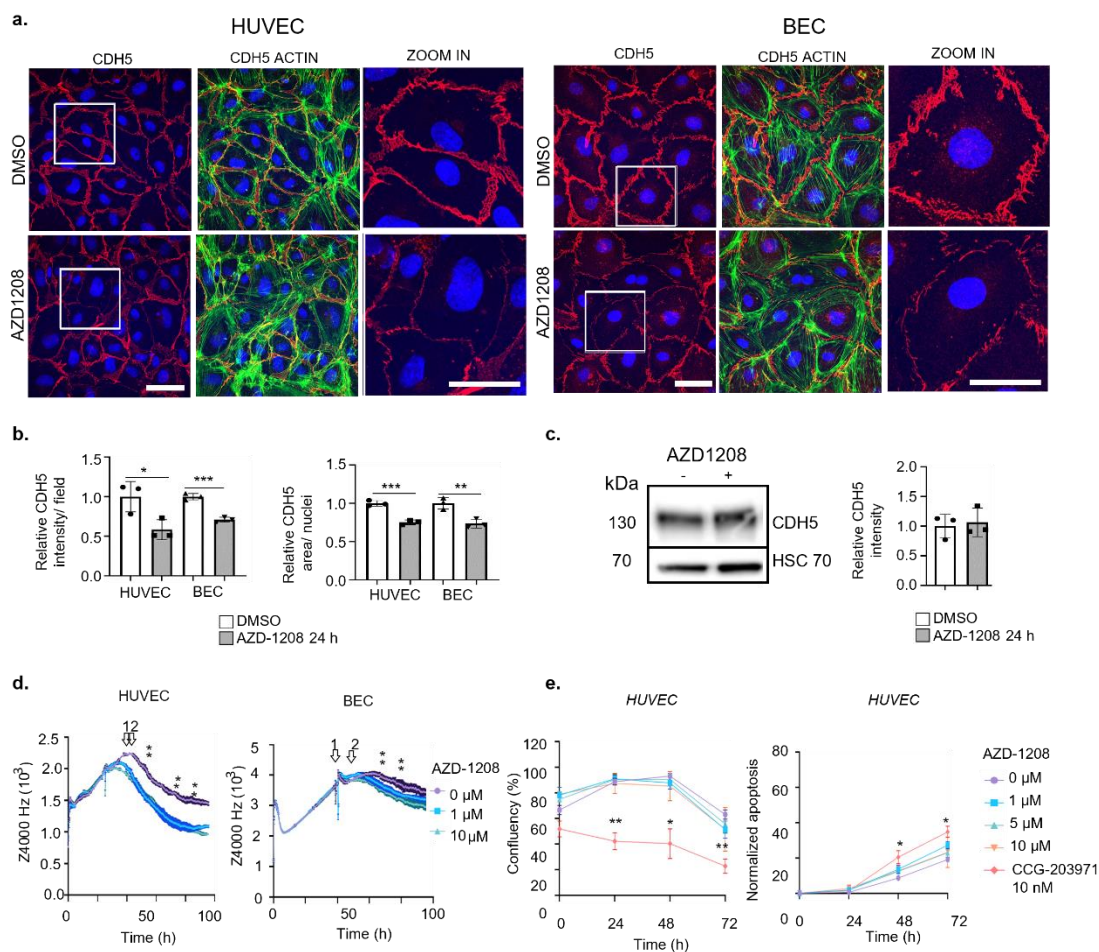 a.
HUVEC
BEC
CDH5
CDH5 ACTIN
ZOOM IN
CDH5
CDH5 ACTIN
ZOOM IN
DMSO
AZD1208
DMSO
AZD1208
b.
Relative CDH5
intensity/ field
1.5
1.0
0.5
0.0
*
***
HUVEC
BEC
Relative CDH5
area/ nuclei
1.5
1.0
0.5
0.0
***
**
HUVEC
BEC
DMSO
AZD-1208 24 h
c.
AZD1208
kDa
-
+
130
CDH5
70
HSC 70
Relative CDH5
intensity
2.0
1.5
1.0
0.5
0.0
DMSO
AZD-1208 24 h
d.
HUVEC
Z4000 Hz (10³)
2.5
2.0
1.5
1.0
0.0
12
**
**
**
0
50
100
Time (h)
BEC
Z4000 Hz (10³)
5
4
3
2
1
0
1
2
**
**
0
50
100
Time (h)
AZD-1208
0 µM
1 µM
10 µM
e.
HUVEC
Confluency (%)
120
100
80
60
40
20
0
**
*
**
0
24
48
72
Time (h)
HUVEC
Normalized apoptosis
80
60
40
20
0
*
*
0
24
48
72
Time (h)
AZD-1208
0 µM
1 µM
5 µM
10 µM
CCG-203971
10 nM